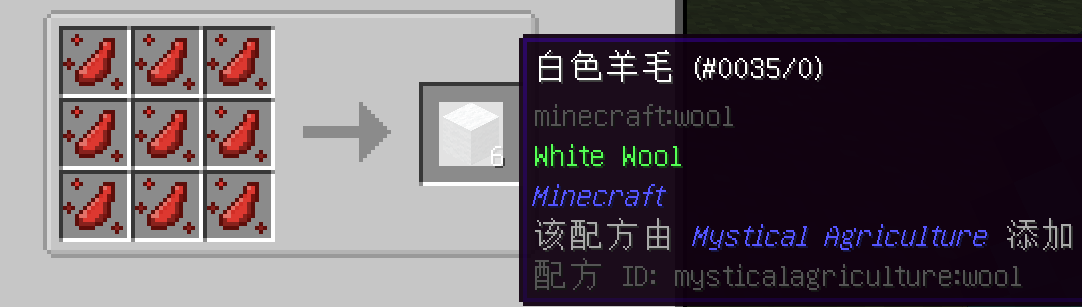 白色羊毛 (#0035/0)
minecraft:wool
White Wool
Minecraft
该配方由 Mystical Agriculture 添加
配方 ID: mysticalagriculture:wool
6